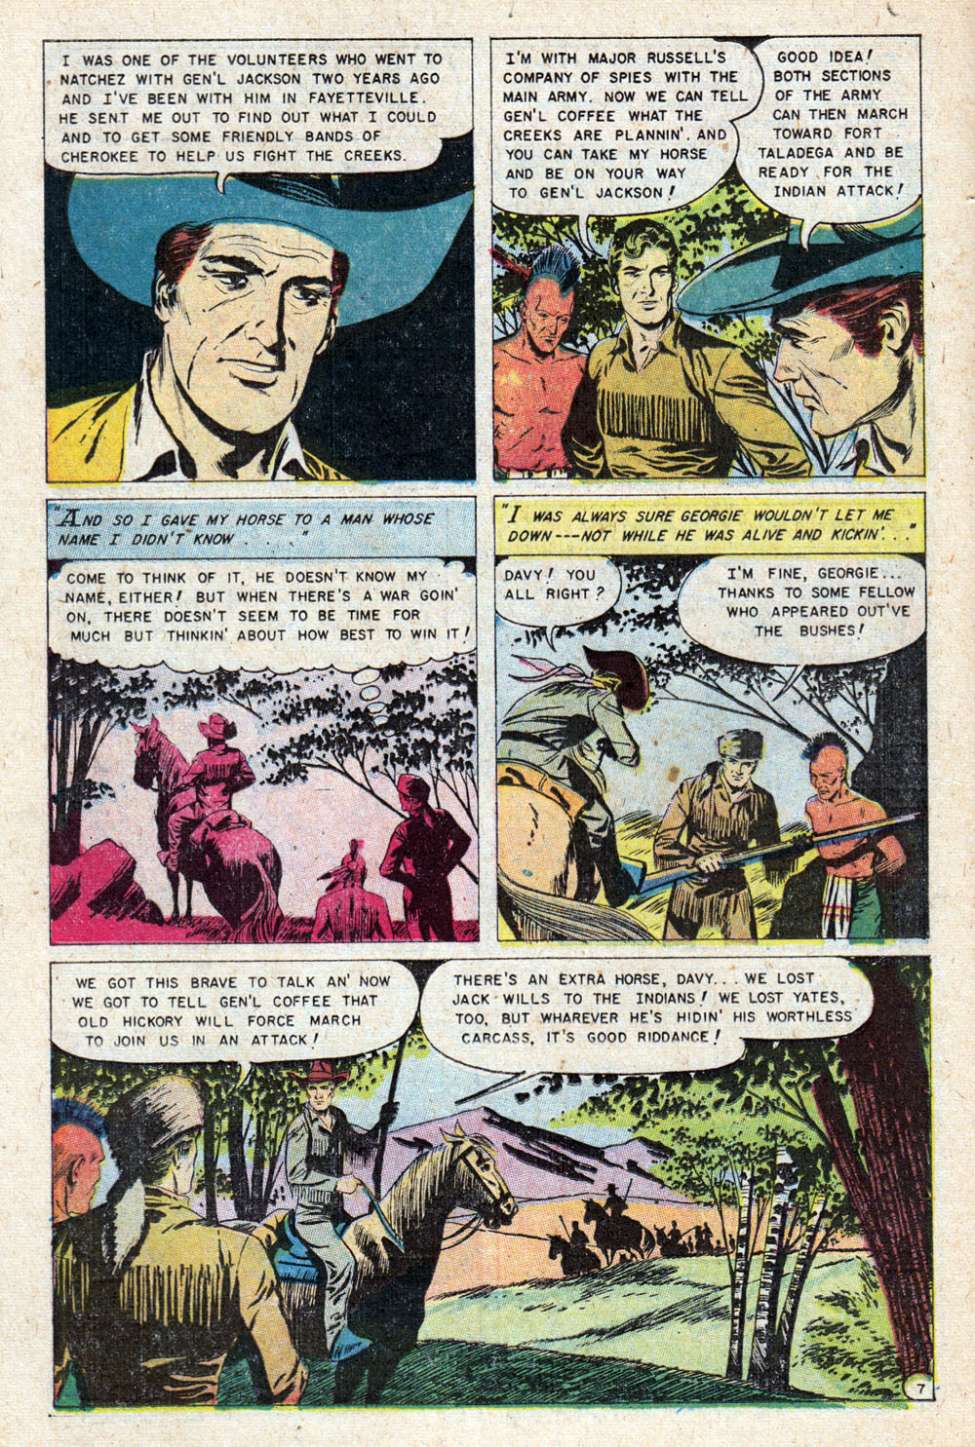 I WAS ONE OF THE VOLUNTEERS WHO WENT TO
NATCHEZ WITH GEN'L JACKSON TWO YEARS AGO
AND I'VE BEEN WITH HIM IN FAYETTEVILLE.
HE SENT ME OUT TO FIND OUT WHAT I COULD
AND TO GET SOME FRIENDLY BANDS OF
CHEROKEE TO HELP US FIGHT THE CREEKS.
I'M WITH MAJOR RUSSELL'S
COMPANY OF SPIES WITH THE
MAIN ARMY. NOW WE CAN TELL
GEN'L COFFEE WHAT THE
CREEKS ARE PLANNIN'. AND
YOU CAN TAKE MY HORSE
AND BE ON YOUR WAY
TO GEN'L JACKSON!
GOOD IDEA!
BOTH SECTIONS
OF THE ARMY
CAN THEN MARCH
TOWARD FORT
TALADEGA AND BE
READY FOR THE
INDIAN ATTACK!
"AND SO I GAVE MY HORSE TO A MAN WHOSE
NAME I DIDN'T KNOW . . . ."
COME TO THINK OF IT, HE DOESN'T KNOW MY
NAME, EITHER! BUT WHEN THERE'S A WAR GOIN'
ON, THERE DOESN'T SEEM TO BE TIME FOR
MUCH BUT THINKIN' ABOUT HOW BEST TO WIN IT!
"I WAS ALWAYS SURE GEORGIE WOULDN'T LET ME
DOWN---NOT WHILE HE WAS ALIVE AND KICKIN'. . ."
DAVY! YOU
ALL RIGHT?
I'M FINE, GEORGIE...
THANKS TO SOME FELLOW
WHO APPEARED OUT'VE
THE BUSHES!
WE GOT THIS BRAVE TO TALK AN' NOW
WE GOT TO TELL GEN'L COFFEE THAT
OLD HICKORY WILL FORCE MARCH
TO JOIN US IN AN ATTACK!
THERE'S AN EXTRA HORSE, DAVY... WE LOST
JACK WILLS TO THE INDIANS! WE LOST YATES,
TOO, BUT WHAREVER HE'S HIDIN' HIS WORTHLESS
CARCASS, IT'S GOOD RIDDANCE!
7